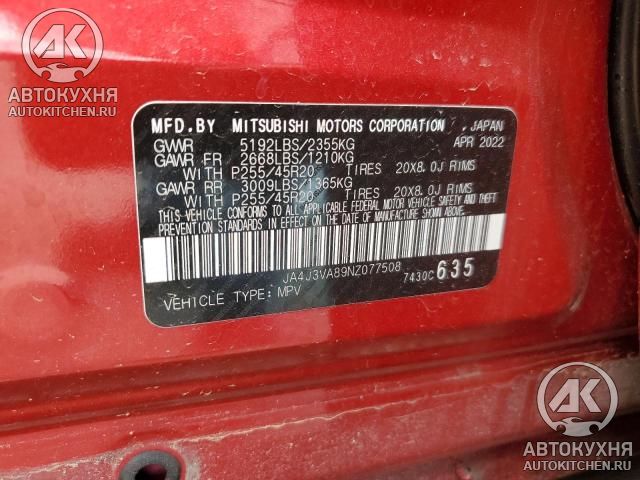 AK
АВТОКУХНЯ
AUTOKITCHEN.RU
MFD.BY MITSUBISHI MOTORS CORPORATION , JAPAN
GVWR 5192LBS/2355KG APR 2022
GAWR FR 2668LBS/1210KG
WITH P255/45R20 TIRES 20X8.0J RIMS
GAWR RR 3009LBS/1365KG
WITH P255/45R20 TIRES 20X8.0J RIMS
THIS VEHICLE CONFORMS TO ALL APPLICABLE FEDERAL MOTOR VEHICLE SAFETY AND THEFT
PREVENTION STANDARDS IN EFFECT ON THE DATE OF MANUFACTURE SHOWN ABOVE.
JA4J3VA89NZ077508
VEHICLE TYPE: MPV 7430C 635
AK
АВТОКУХНЯ
AUTOKITCHEN.RU